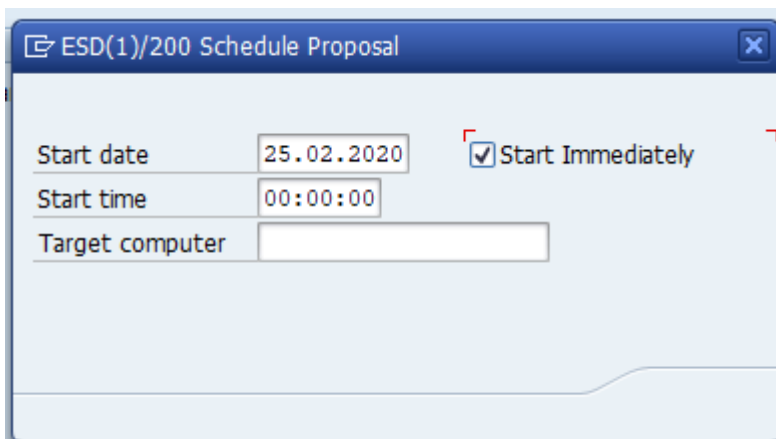 ESD(1)/200 Schedule Proposal
Start date 25.02.2020 Start Immediately
Start time 00:00:00
Target computer